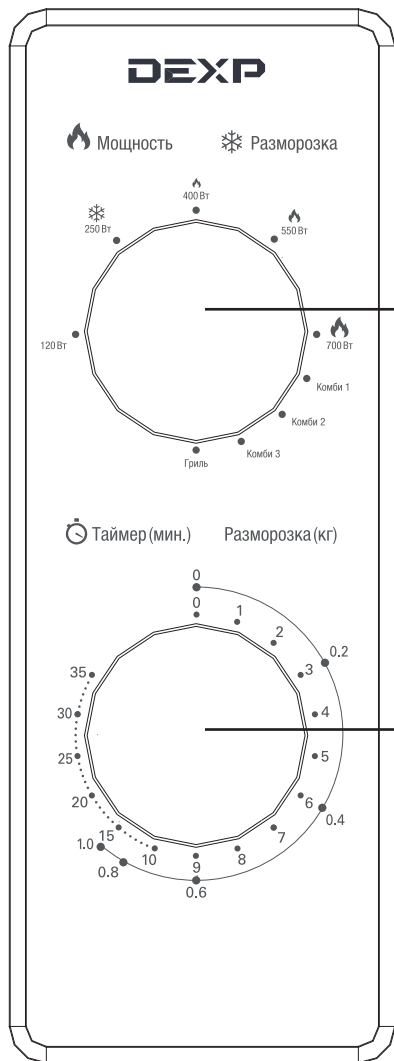 DEXP
Мощность Разморозка
400 Вт
250 Вт 550 Вт
120 Вт 700 Вт
Комби 1
Комби 2
Гриль Комби 3
Таймер (мин.) Разморозка (кг)
0
0 1
2
0.2
35 3
30 4
25 5
20 6
0.4
15 7
1.0 10 9 8
0.8 0.6